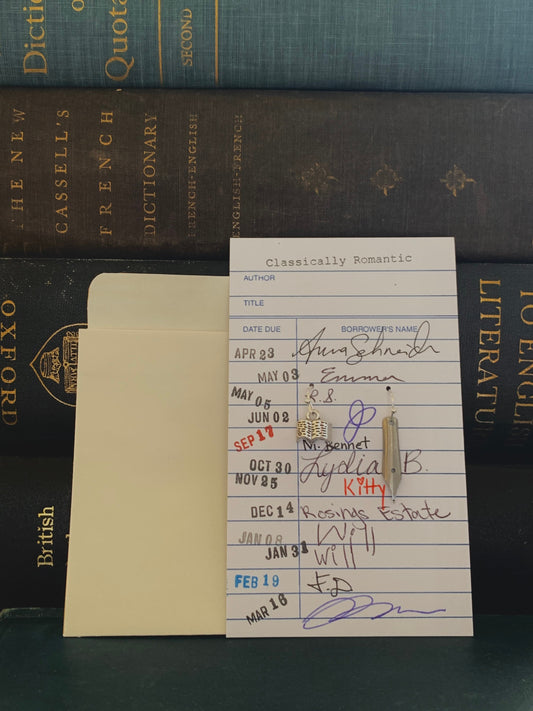 Dictio
Quota
SECOND
THE NEW
CASSELL'S
FRENCH
DICTIONARY
FRENCH-ENGLISH
ENGLISH-FRENCH
OXFORD
TO ENGLI
LITERATU
British
Classically Romantic
AUTHOR
TITLE
DATE DUE BORROWER'S NAME
APR 23
MAY 03 Emma
MAY 05 R.S.
JUN 02
SEP 17 M. Bennet
OCT 30 Lydia B.
NOV 25 Kitty
DEC 14 Rosings Estate
JAN 08 Will
JAN 31 Will
FEB 19 F.D
MAR 16